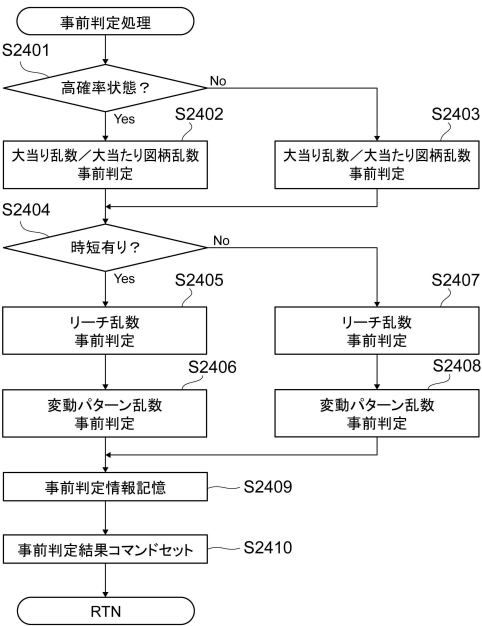 事前判定処理
S2401
高確率状態？
No
Yes
S2402
大当り乱数／大当たり図柄乱数
事前判定
S2403
大当り乱数／大当たり図柄乱数
事前判定
S2404
時短有り？
No
Yes
S2405
リーチ乱数
事前判定
S2407
リーチ乱数
事前判定
S2406
変動パターン乱数
事前判定
S2408
変動パターン乱数
事前判定
事前判定情報記憶
S2409
事前判定結果コマンドセット
S2410
RTN